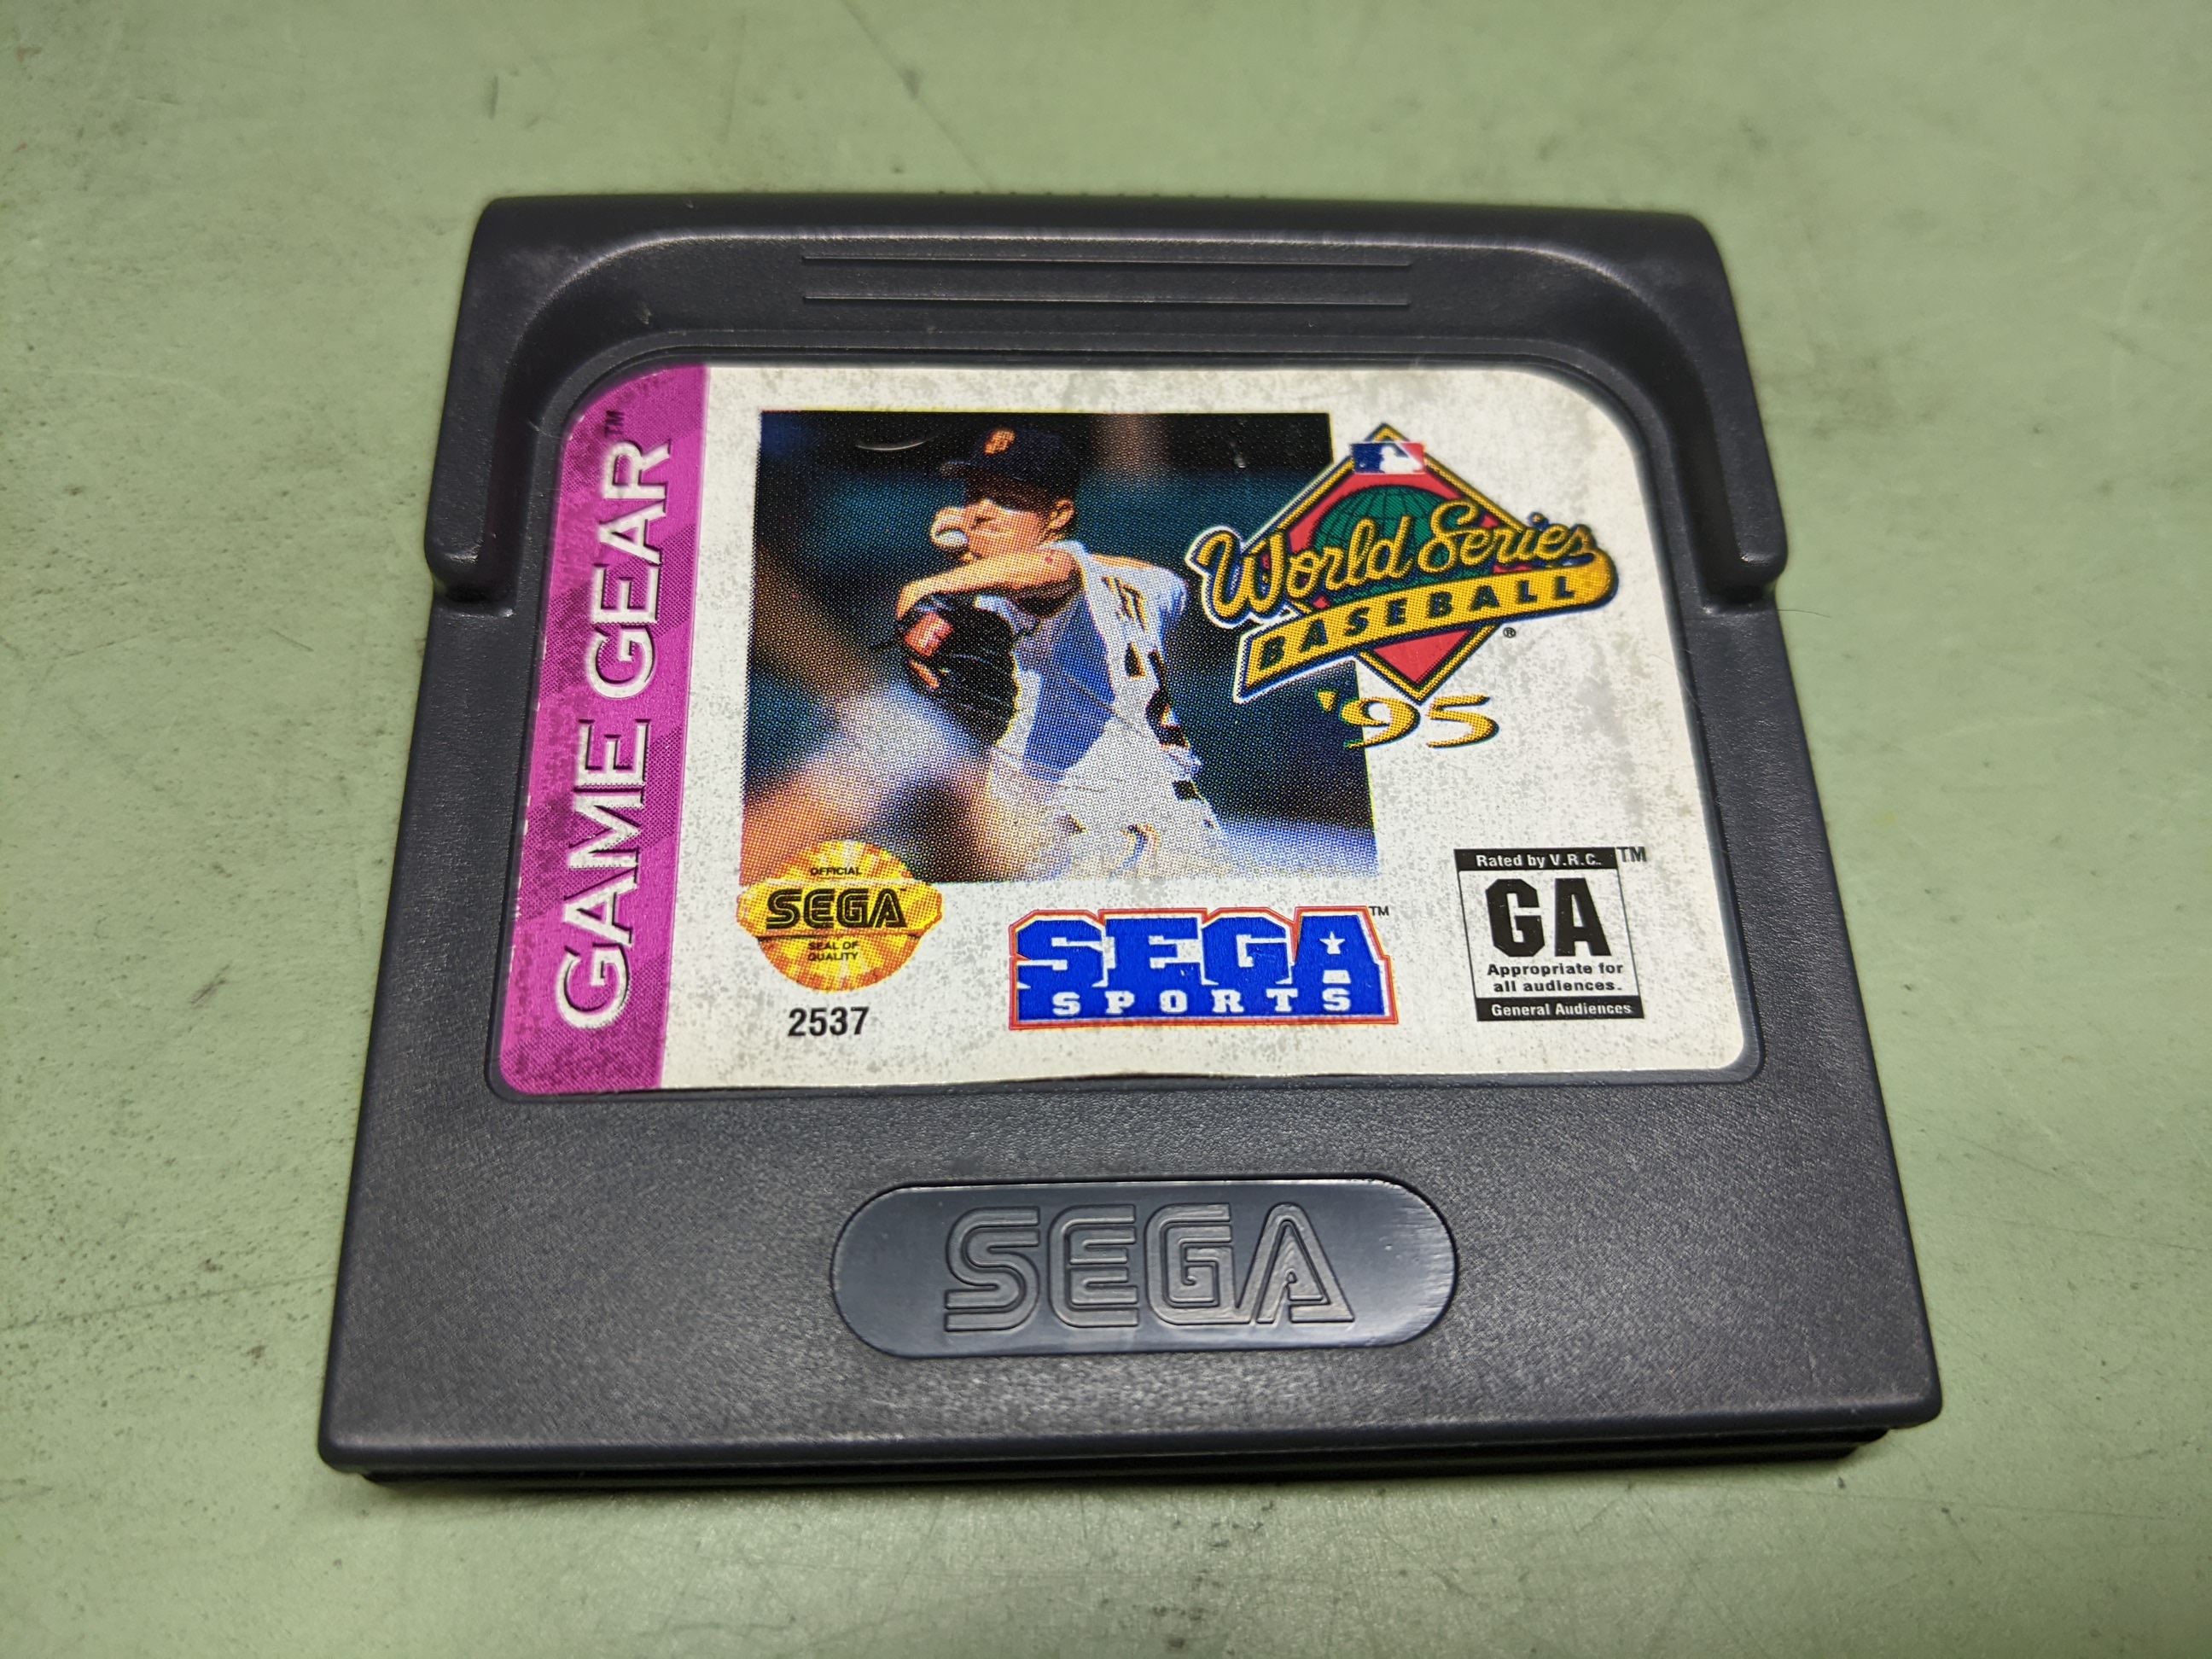 GAME GEAR™
World Series
BASEBALL®
'95
OFFICIAL
SEGA™
SEAL OF
QUALITY
2537
SEGA™
SPORTS
Rated by V.R.C.™
GA
Appropriate for
all audiences.
General Audiences
SEGA